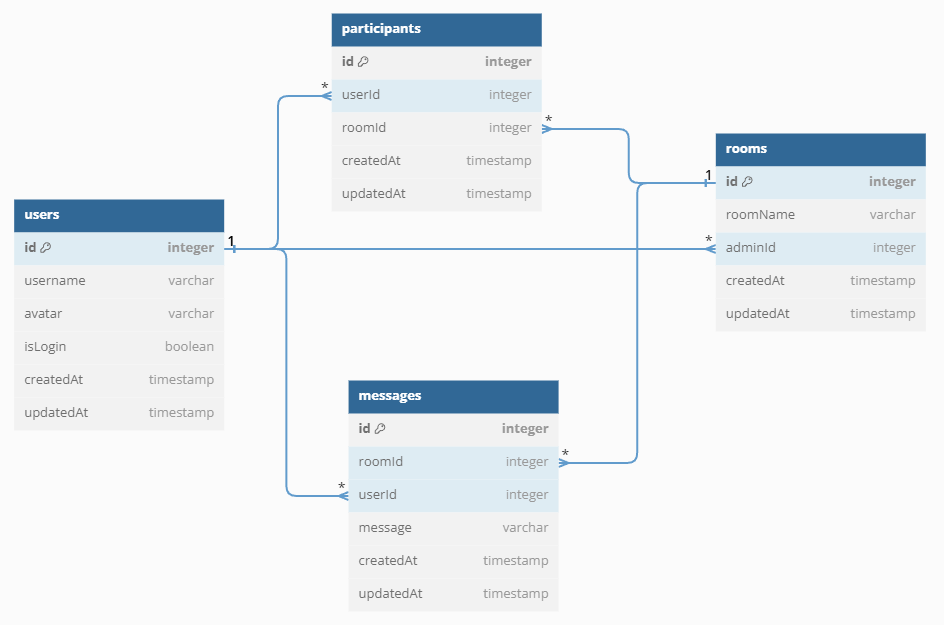 participants
id integer
userId integer
roomId integer
createdAt timestamp
updatedAt timestamp
*
*
rooms
id integer
roomName varchar
adminId integer
createdAt timestamp
updatedAt timestamp
1
*
users
id integer
username varchar
avatar varchar
isLogin boolean
createdAt timestamp
updatedAt timestamp
1
messages
id integer
roomId integer
userId integer
message varchar
createdAt timestamp
updatedAt timestamp
*
*